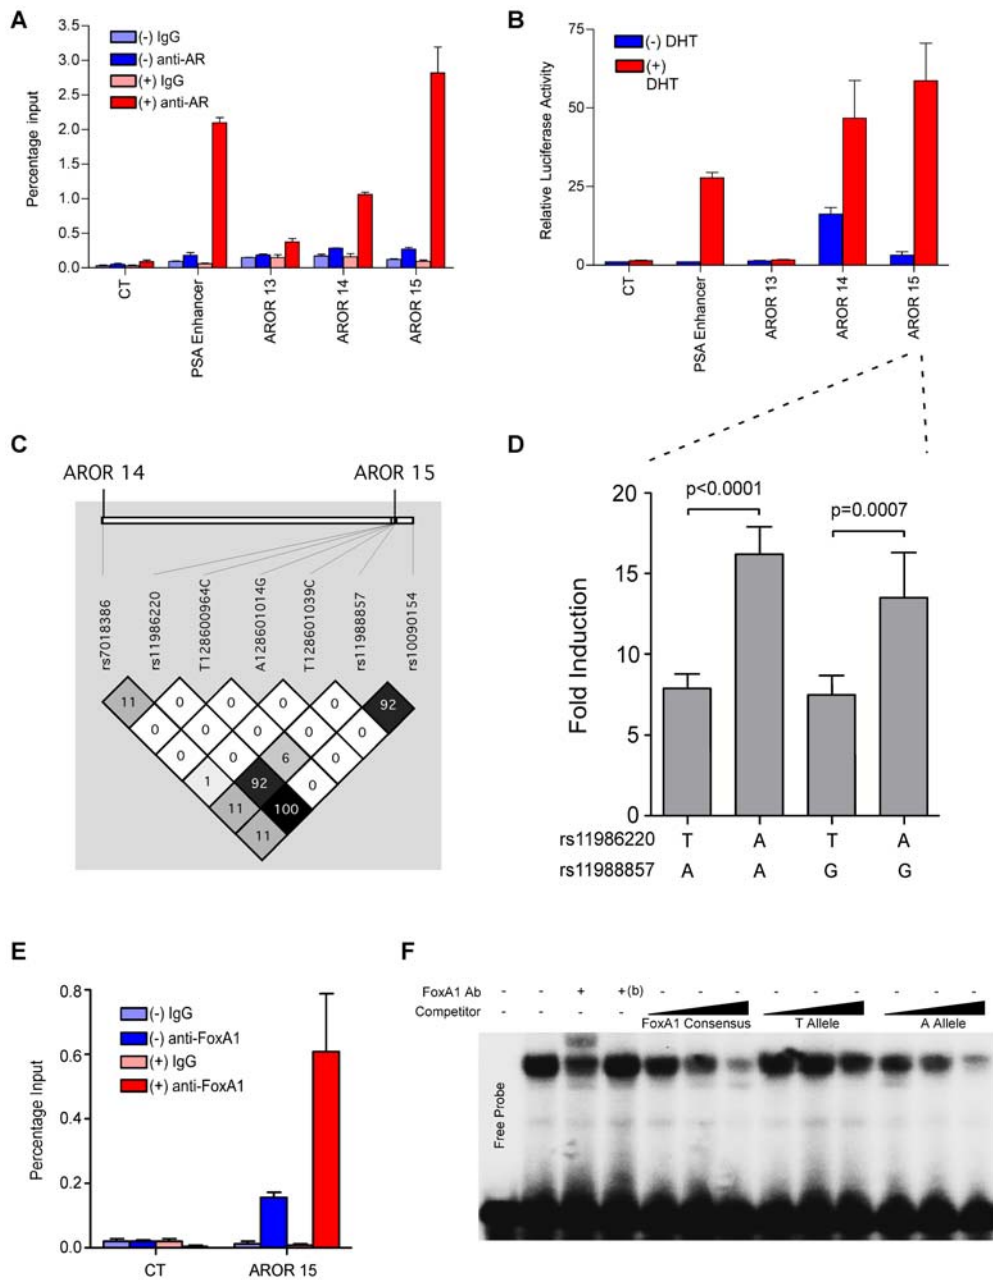 A
3.5
3.0
2.5
2.0
1.5
1.0
0.5
0.0
Percentage input
(-) IgG
(-) anti-AR
(+) IgG
(+) anti-AR
CT
PSA Enhancer
AROR 13
AROR 14
AROR 15
B
75
50
25
0
Relative Luciferase Activity
(-) DHT
(+)
DHT
CT
PSA Enhancer
AROR 13
AROR 14
AROR 15
C
AROR 14
AROR 15
rs7018386
rs11986220
T128600964C
A128601014G
T128601039C
rs11988857
rs10090154
11
0
0
0
0
92
0
0
0
0
0
0
0
6
0
1
92
0
11
100
11
D
20
15
10
5
0
Fold Induction
p<0.0001
p=0.0007
rs11986220 T A T A
rs11988857 A A G G
E
0.8
0.6
0.4
0.2
0.0
Percentage Input
(-) IgG
(-) anti-FoxA1
(+) IgG
(+) anti-FoxA1
CT
AROR 15
F
FoxA1 Ab - - + +(b) - - - - - - - - -
Competitor - - - -
FoxA1 Consensus
T Allele
A Allele
Free Probe